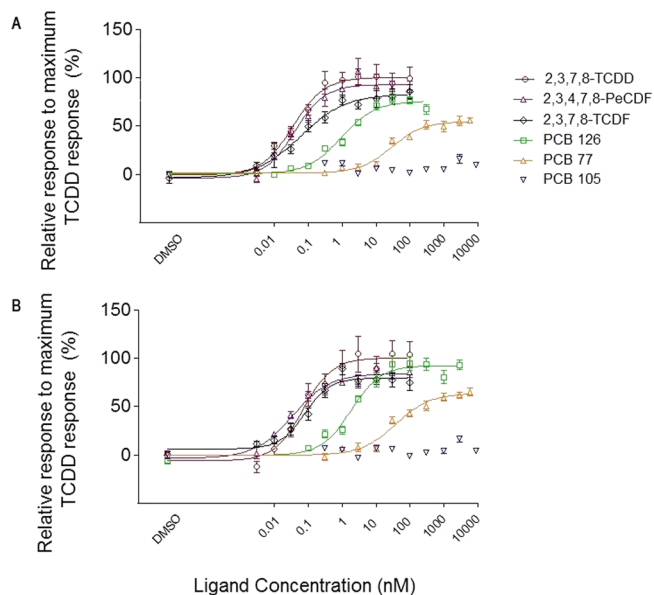 A
Relative response to maximum
TCDD response (%)
150
100
50
0
DMSO
0.01
0.1
1
10
100
1000
10000
2,3,7,8-TCDD
2,3,4,7,8-PeCDF
2,3,7,8-TCDF
PCB 126
PCB 77
PCB 105
B
Relative response to maximum
TCDD response (%)
150
100
50
0
DMSO
0.01
0.1
1
10
100
1000
10000
Ligand Concentration (nM)